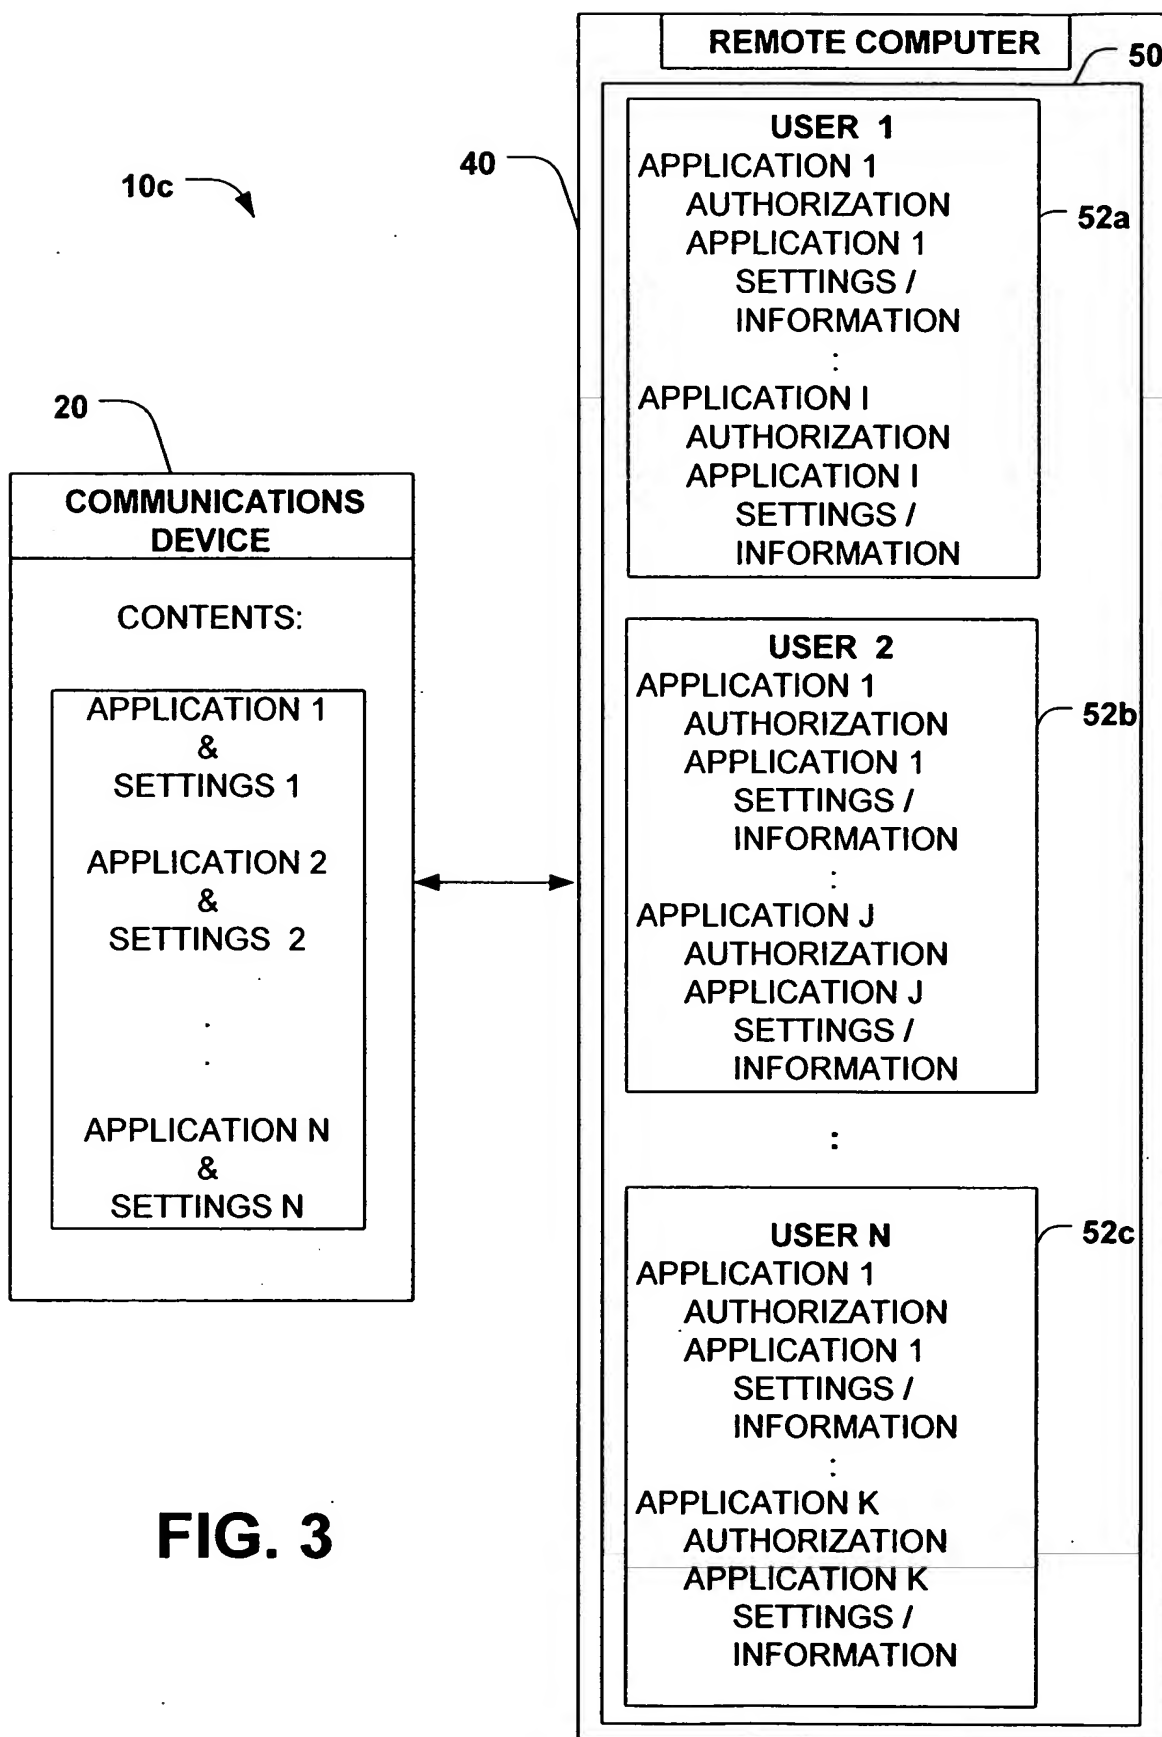 10c
20
COMMUNICATIONS
DEVICE
CONTENTS:
APPLICATION 1
&
SETTINGS 1
APPLICATION 2
&
SETTINGS 2
.
.
APPLICATION N
&
SETTINGS N
FIG. 3
40
REMOTE COMPUTER
50
USER 1
APPLICATION 1
AUTHORIZATION
APPLICATION 1
SETTINGS /
INFORMATION
:
APPLICATION I
AUTHORIZATION
APPLICATION I
SETTINGS /
INFORMATION
52a
USER 2
APPLICATION 1
AUTHORIZATION
APPLICATION 1
SETTINGS /
INFORMATION
:
APPLICATION J
AUTHORIZATION
APPLICATION J
SETTINGS /
INFORMATION
52b
:
USER N
APPLICATION 1
AUTHORIZATION
APPLICATION 1
SETTINGS /
INFORMATION
:
APPLICATION K
AUTHORIZATION
APPLICATION K
SETTINGS /
INFORMATION
52c